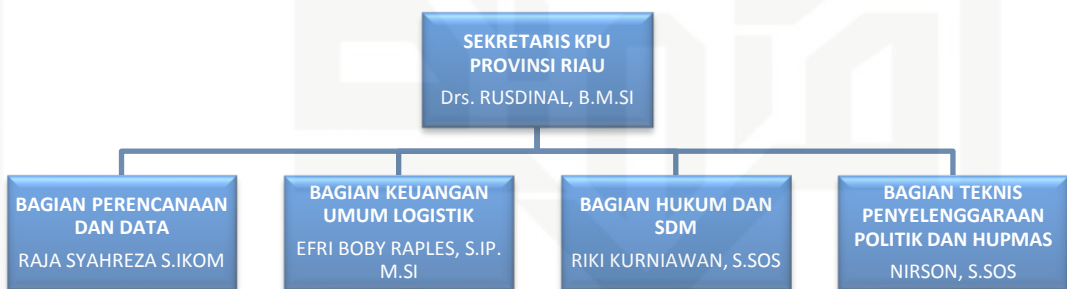 SEKRETARIS KPU
PROVINSI RIAU
Drs. RUSDINAL, B.M.SI
BAGIAN PERENCANAAN
DAN DATA
RAJA SYAHREZA S.IKOM
BAGIAN KEUANGAN
UMUM LOGISTIK
EFRI BOBY RAPLES, S.IP.
M.SI
BAGIAN HUKUM DAN
SDM
RIKI KURNIAWAN, S.SOS
BAGIAN TEKNIS
PENYELENGGARAAN
POLITIK DAN HUPMAS
NIRSON, S.SOS